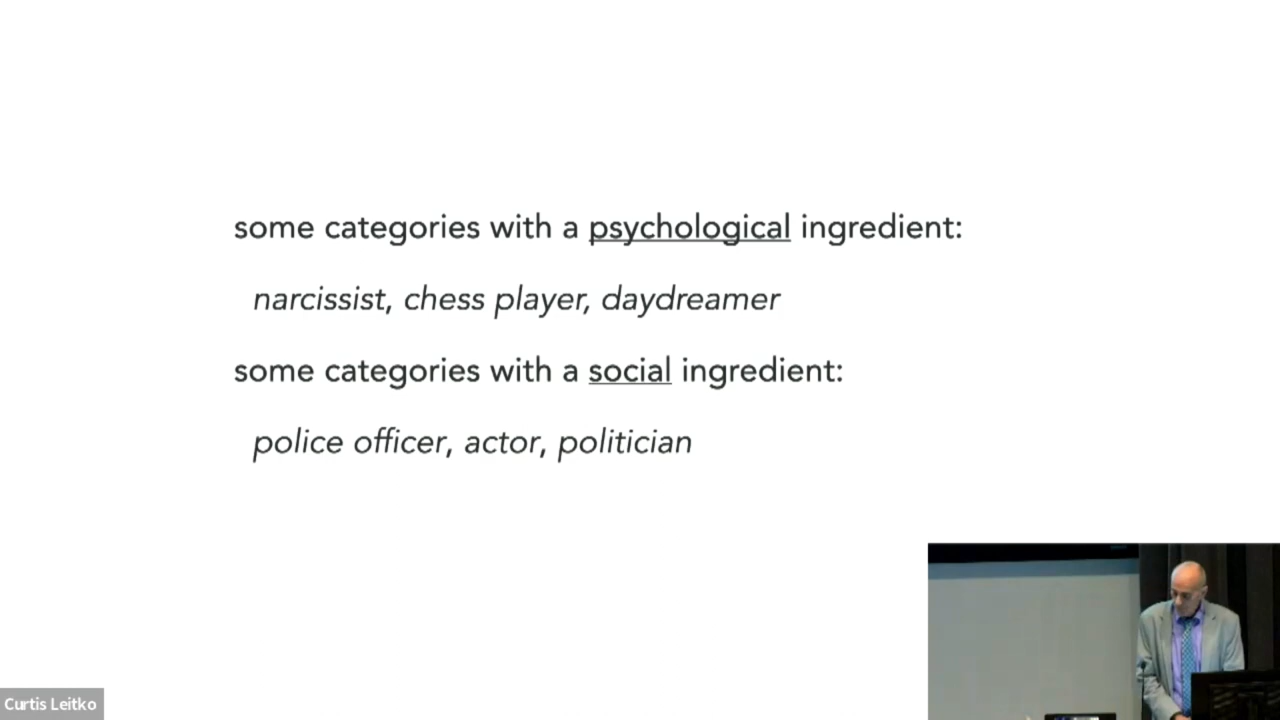 some categories with a psychological ingredient:
narcissist, chess player, daydreamer
some categories with a social ingredient:
police officer, actor, politician
Curtis Leitko